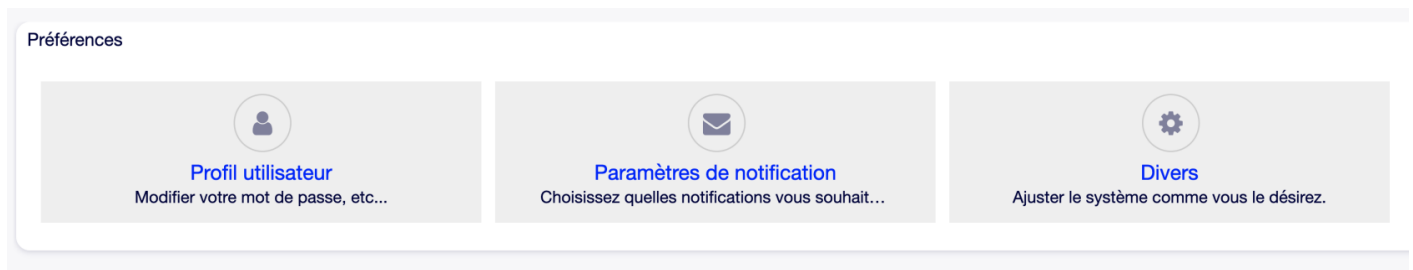 Préférences
Profil utilisateur
Modifier votre mot de passe, etc...
Paramètres de notification
Choisissez quelles notifications vous souhait…
Divers
Ajuster le système comme vous le désirez.